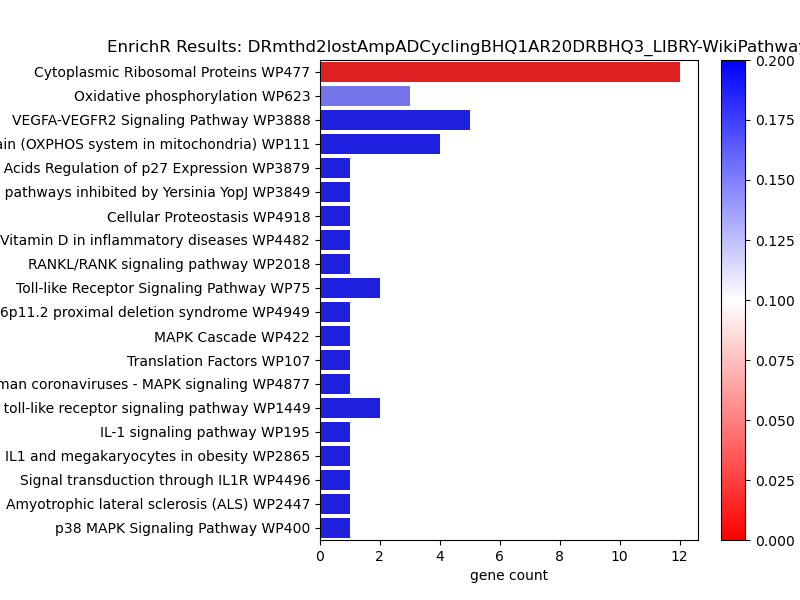 EnrichR Results: DRmthd2lostAmpADCyclingBHQ1AR20DRBHQ3_LIBRY-WikiPathway
Cytoplasmic Ribosomal Proteins WP477
Oxidative phosphorylation WP623
VEGFA-VEGFR2 Signaling Pathway WP3888
ain (OXPHOS system in mitochondria) WP111
Acids Regulation of p27 Expression WP3879
pathways inhibited by Yersinia YopJ WP3849
Cellular Proteostasis WP4918
Vitamin D in inflammatory diseases WP4482
RANKL/RANK signaling pathway WP2018
Toll-like Receptor Signaling Pathway WP75
6p11.2 proximal deletion syndrome WP4949
MAPK Cascade WP422
Translation Factors WP107
man coronaviruses - MAPK signaling WP4877
toll-like receptor signaling pathway WP1449
IL-1 signaling pathway WP195
IL1 and megakaryocytes in obesity WP2865
Signal transduction through IL1R WP4496
Amyotrophic lateral sclerosis (ALS) WP2447
p38 MAPK Signaling Pathway WP400
0 2 4 6 8 10 12
gene count
0.200
0.175
0.150
0.125
0.100
0.075
0.050
0.025
0.000